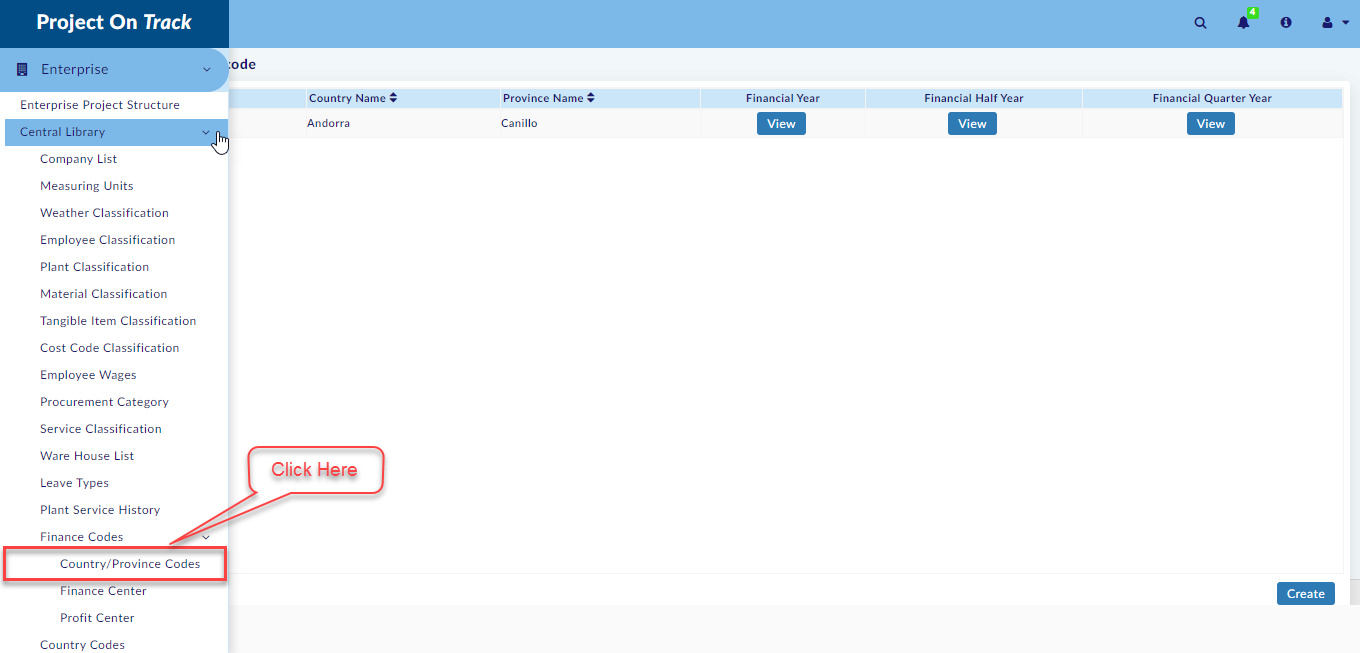 Project On Track
4
Enterprise
code
Enterprise Project Structure
Central Library
Company List
Measuring Units
Weather Classification
Employee Classification
Plant Classification
Material Classification
Tangible Item Classification
Cost Code Classification
Employee Wages
Procurement Category
Service Classification
Ware House List
Leave Types
Plant Service History
Finance Codes
Country/Province Codes
Finance Center
Profit Center
Country Codes
Country Name Province Name Financial Year Financial Half Year Financial Quarter Year
Andorra Canillo View View View
Click Here
Create